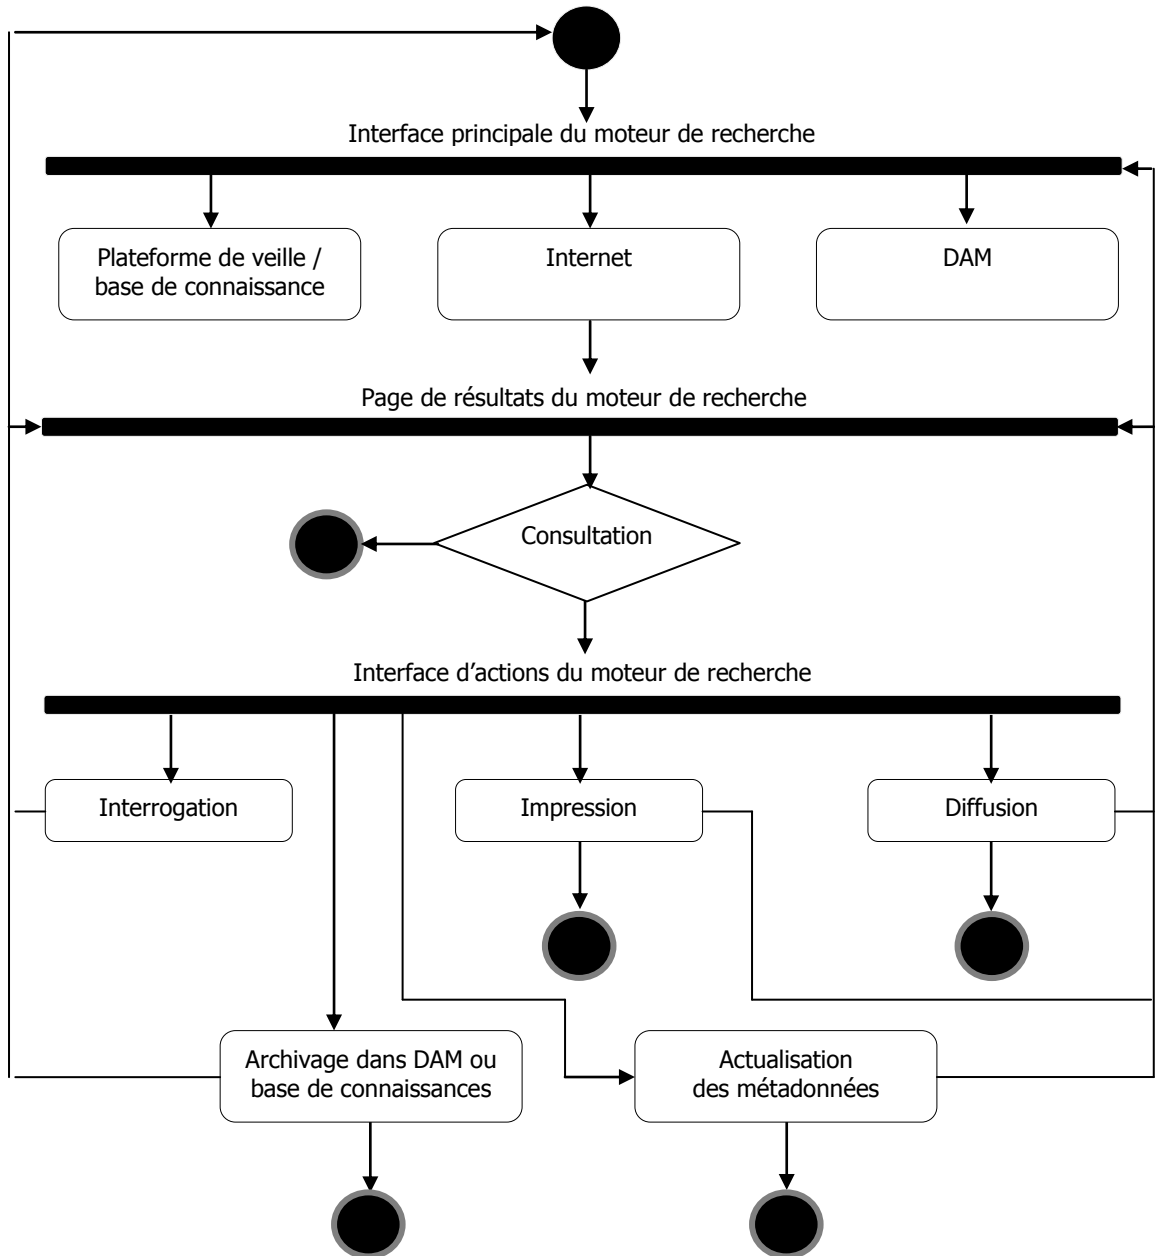 Interface principale du moteur de recherche
Plateforme de veille /
base de connaissance
Internet
DAM
Page de résultats du moteur de recherche
Consultation
Interface d’actions du moteur de recherche
Interrogation
Impression
Diffusion
Archivage dans DAM ou
base de connaissances
Actualisation
des métadonnées